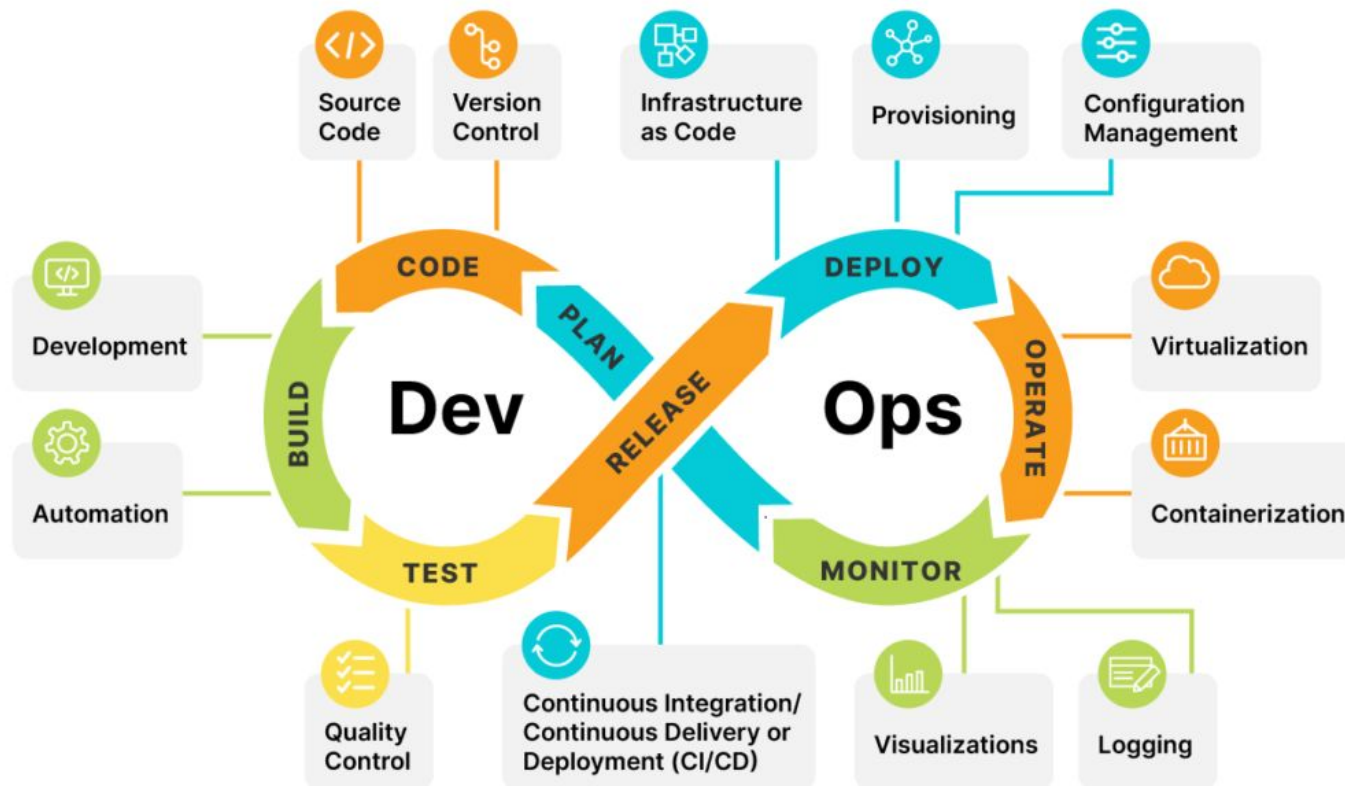 </>
Source
Code
Version
Control
Infrastructure
as Code
Provisioning
Configuration
Management
CODE
DEPLOY
</>
Development
PLAN
Virtualization
OPERATE
Dev
Ops
BUILD
RELEASE
Automation
Containerization
TEST
MONITOR
Quality
Control
Continuous Integration/
Continuous Delivery or
Deployment (CI/CD)
Visualizations
Logging